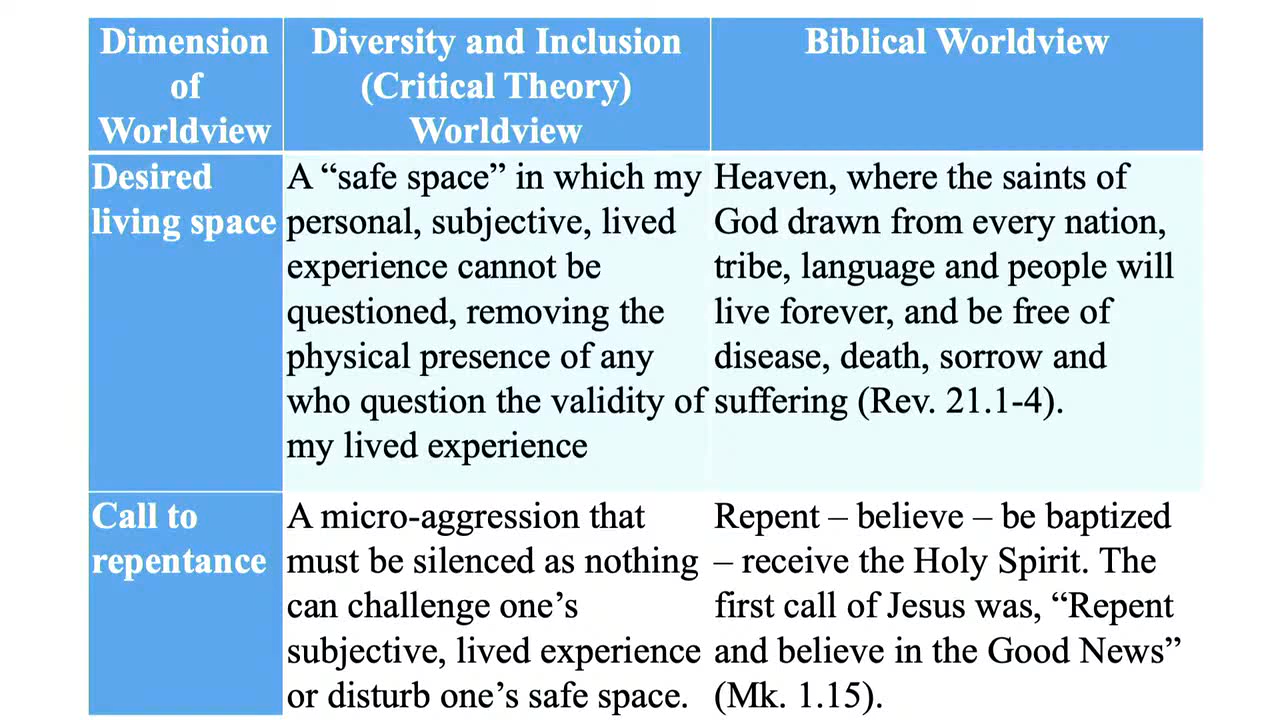 Dimension
of
Worldview
Diversity and Inclusion
(Critical Theory)
Worldview
Biblical Worldview
Desired
living space
A “safe space” in which my
personal, subjective, lived
experience cannot be
questioned, removing the
physical presence of any
who question the validity of
my lived experience
Heaven, where the saints of
God drawn from every nation,
tribe, language and people will
live forever, and be free of
disease, death, sorrow and
suffering (Rev. 21.1-4).
Call to
repentance
A micro-aggression that
must be silenced as nothing
can challenge one’s
subjective, lived experience
or disturb one’s safe space.
Repent – believe – be baptized
– receive the Holy Spirit. The
first call of Jesus was, “Repent
and believe in the Good News”
(Mk. 1.15).